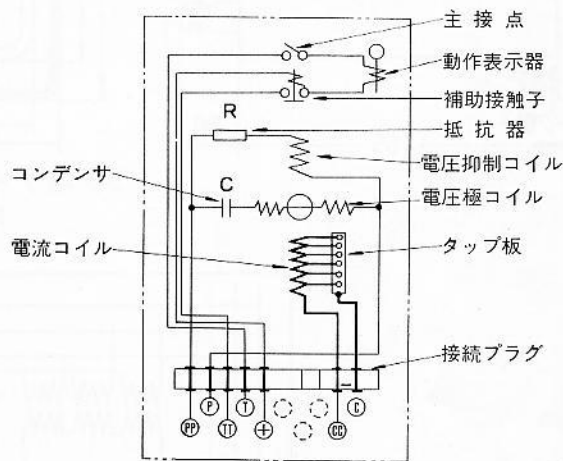 主接点
動作表示器
補助接触子
R
抵抗器
電圧抑制コイル
コンデンサ
C
電圧極コイル
電流コイル
タップ板
接続プラグ
P
T
C
PP
TT
+
CC